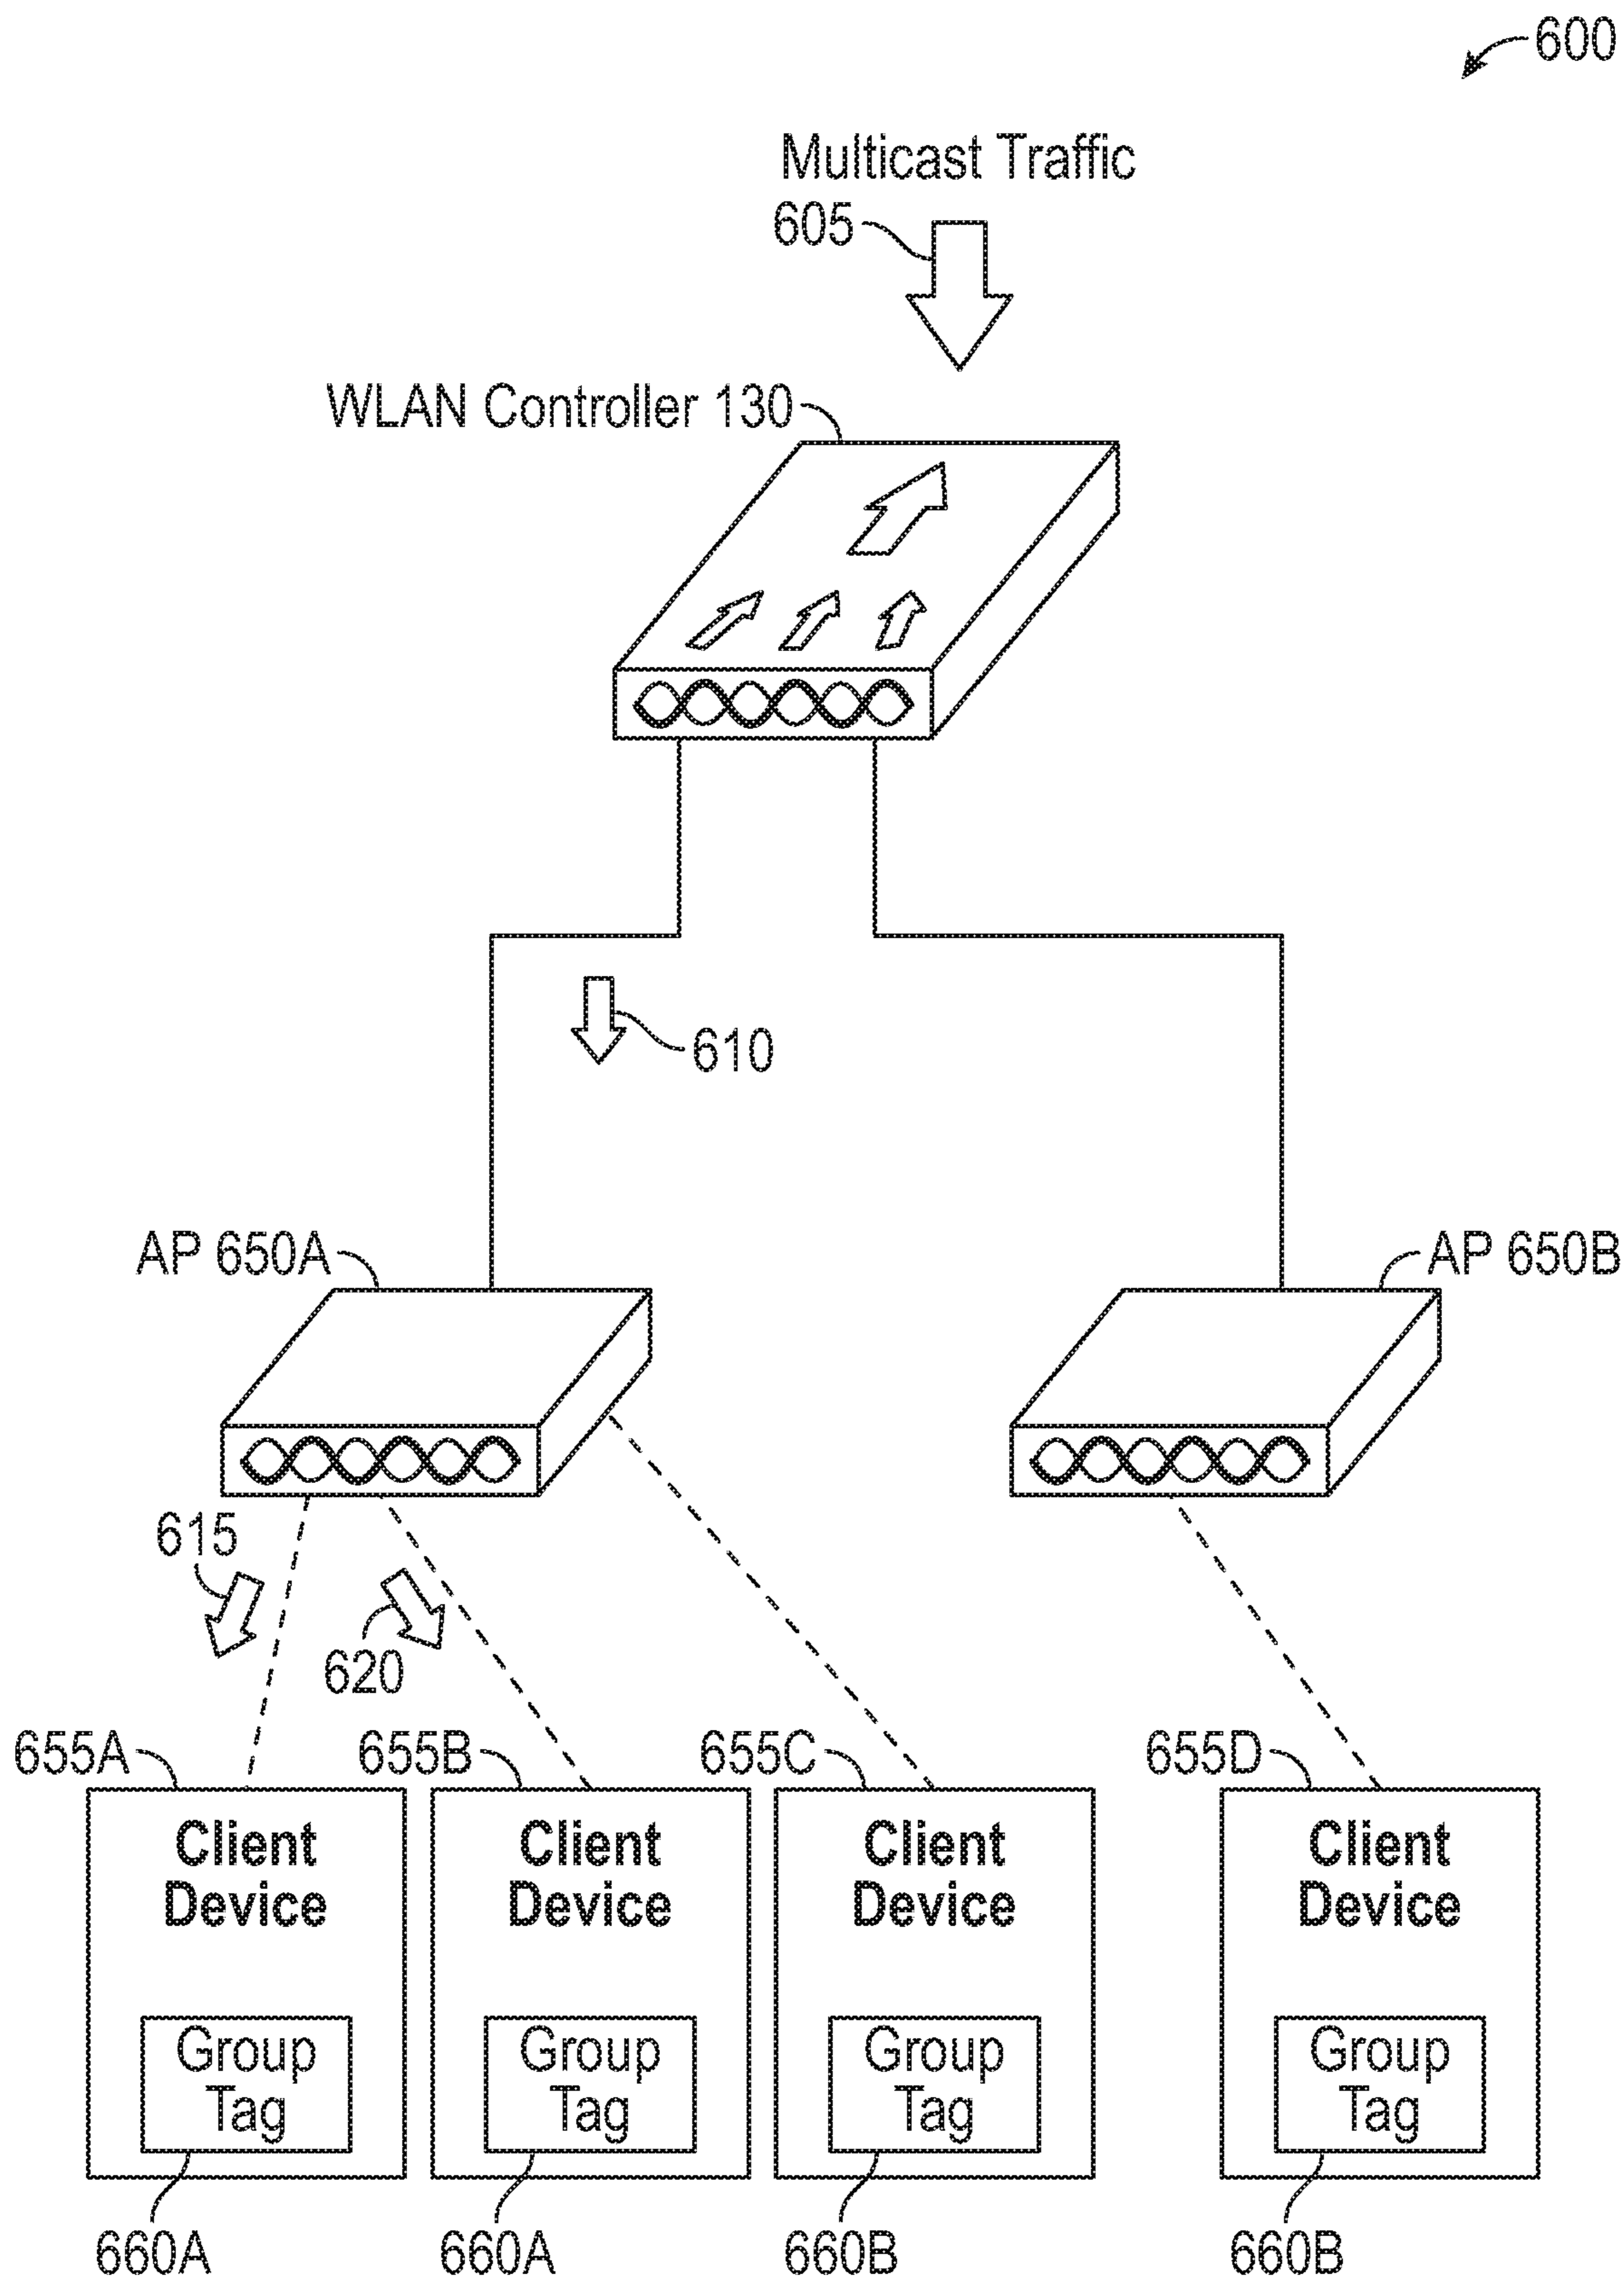 600
Multicast Traffic
605
WLAN Controller 130
610
AP 650A
AP 650B
615
620
655A
655B
655C
655D
Client
Device
Client
Device
Client
Device
Client
Device
Group
Tag
Group
Tag
Group
Tag
Group
Tag
660A
660A
660B
660B